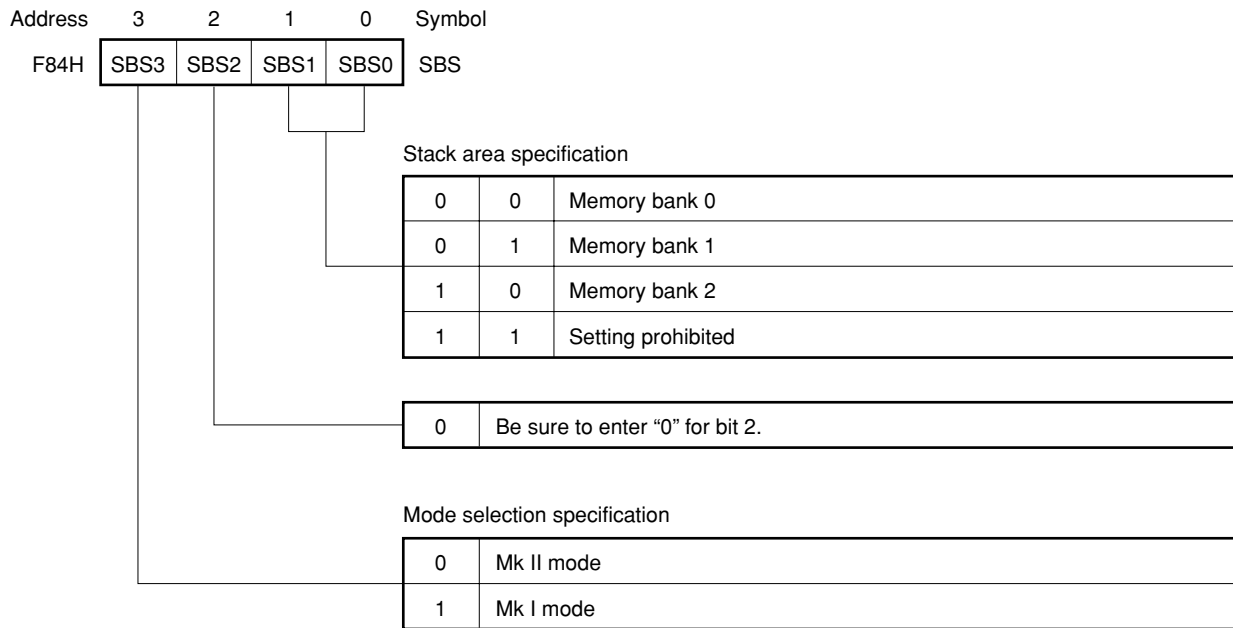 Address 3 2 1 0 Symbol
F84H SBS3 SBS2 SBS1 SBS0 SBS
Stack area specification
0 0 Memory bank 0
0 1 Memory bank 1
1 0 Memory bank 2
1 1 Setting prohibited
0 Be sure to enter “0” for bit 2.
Mode selection specification
0 Mk II mode
1 Mk I mode